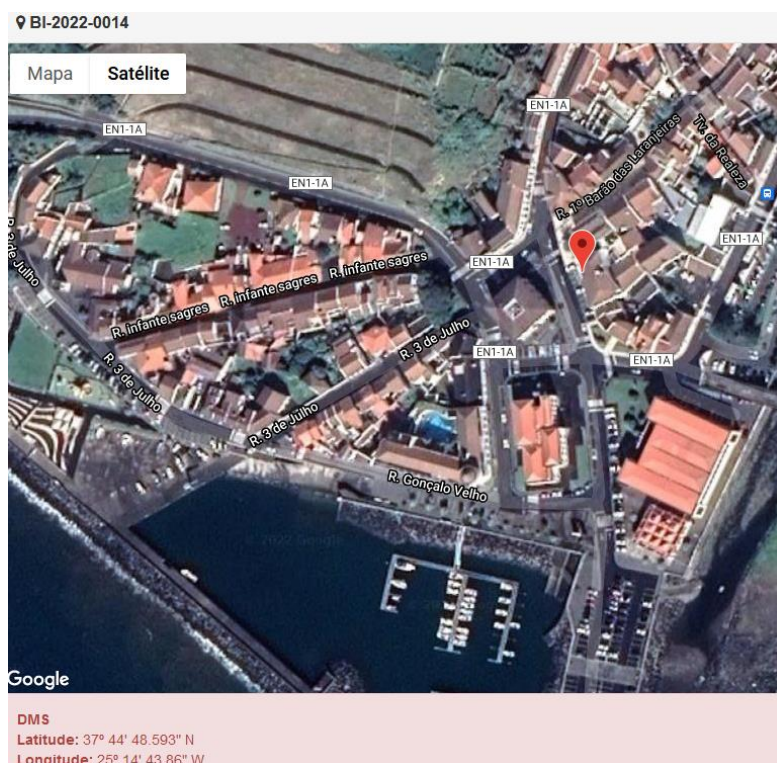 BI-2022-0014
Mapa
Satélite
EN1-1A
EN1-1A
EN1-1A
R. 1º Barão das Laranjeiras
Tv. da Realeza
EN1-1A
EN1-1A
R. 3 de Julho
R. infante sagres
R. infante sagres
R. infante sagres
R. 3 de Julho
EN1-1A
EN1-1A
R. 3 de Julho
R. 3 de Julho
R. Gonçalo Velho
© 2022 Google
Google
DMS
Latitude: 37º 44' 48.593" N
Longitude: 25º 14' 43.86" W